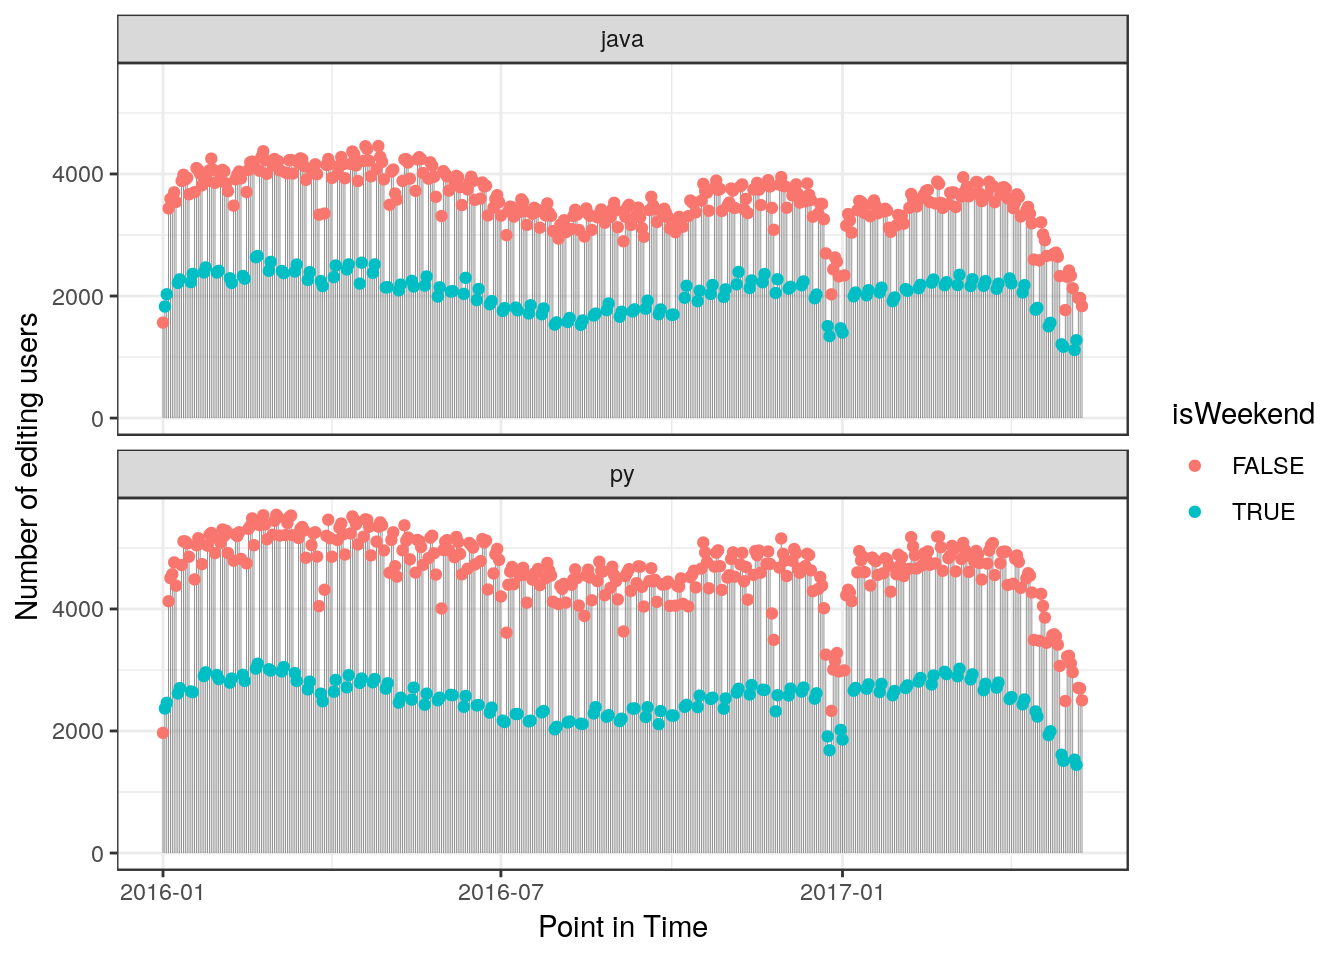 java
4000
2000
0
py
4000
2000
0
2016-01 2016-07 2017-01
Point in Time
Number of editing users
isWeekend
FALSE
TRUE